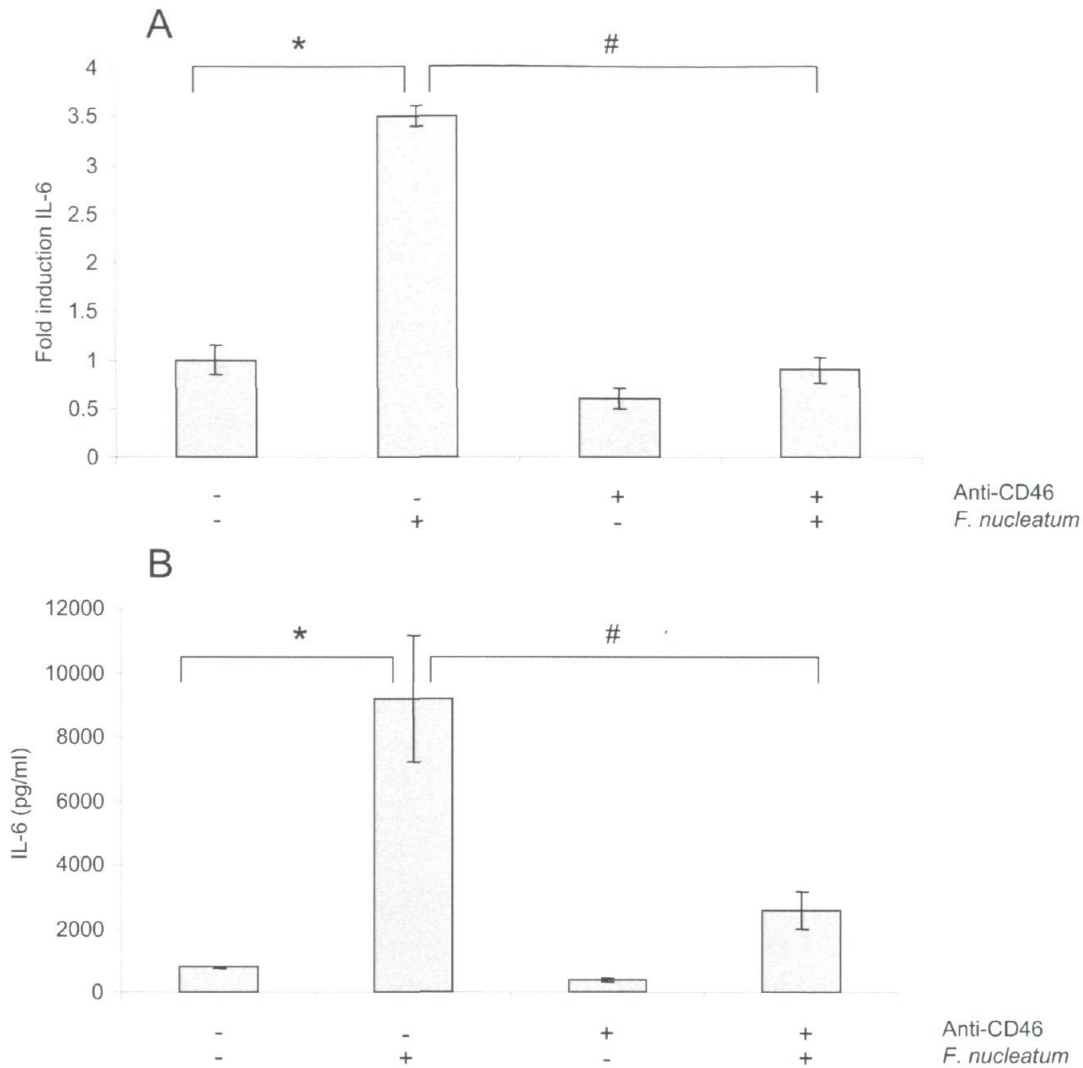 A
* #
4
3.5
3
2.5
2
1.5
1
0.5
0
Fold induction IL-6
- - + + Anti-CD46
- + - + F. nucleatum
B
* #
12000
10000
8000
6000
4000
2000
0
IL-6 (pg/ml)
- - + + Anti-CD46
- + - + F. nucleatum